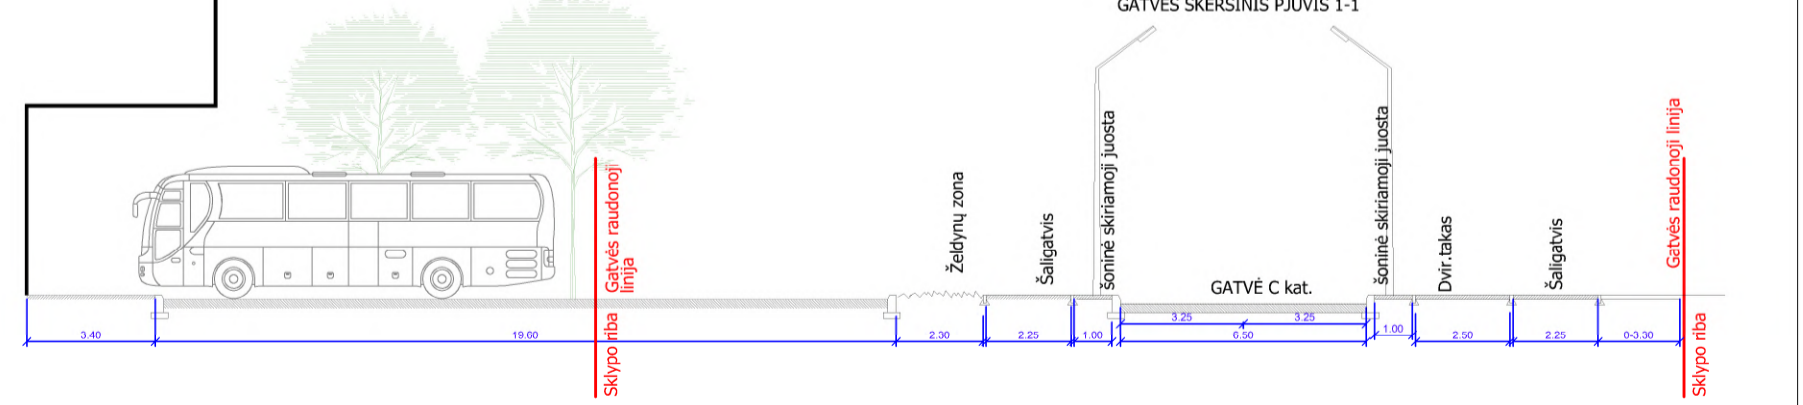 GATVĖS SKERSINIS PJŪVIS 1-1
Gatvės raudonoji
linija
Sklypo riba
Želdynų zona
Šaligatvis
šoninė skiriamoji juosta
GATVĖ C kat.
šoninė skiriamoji juosta
Dvir.takas
Šaligatvis
Gatvės raudonoji linija
Sklypo riba
3.25 3.25
3.40 19.60 2.30 2.25 1.00 6.50 1.00 2.50 2.25 0-3.30